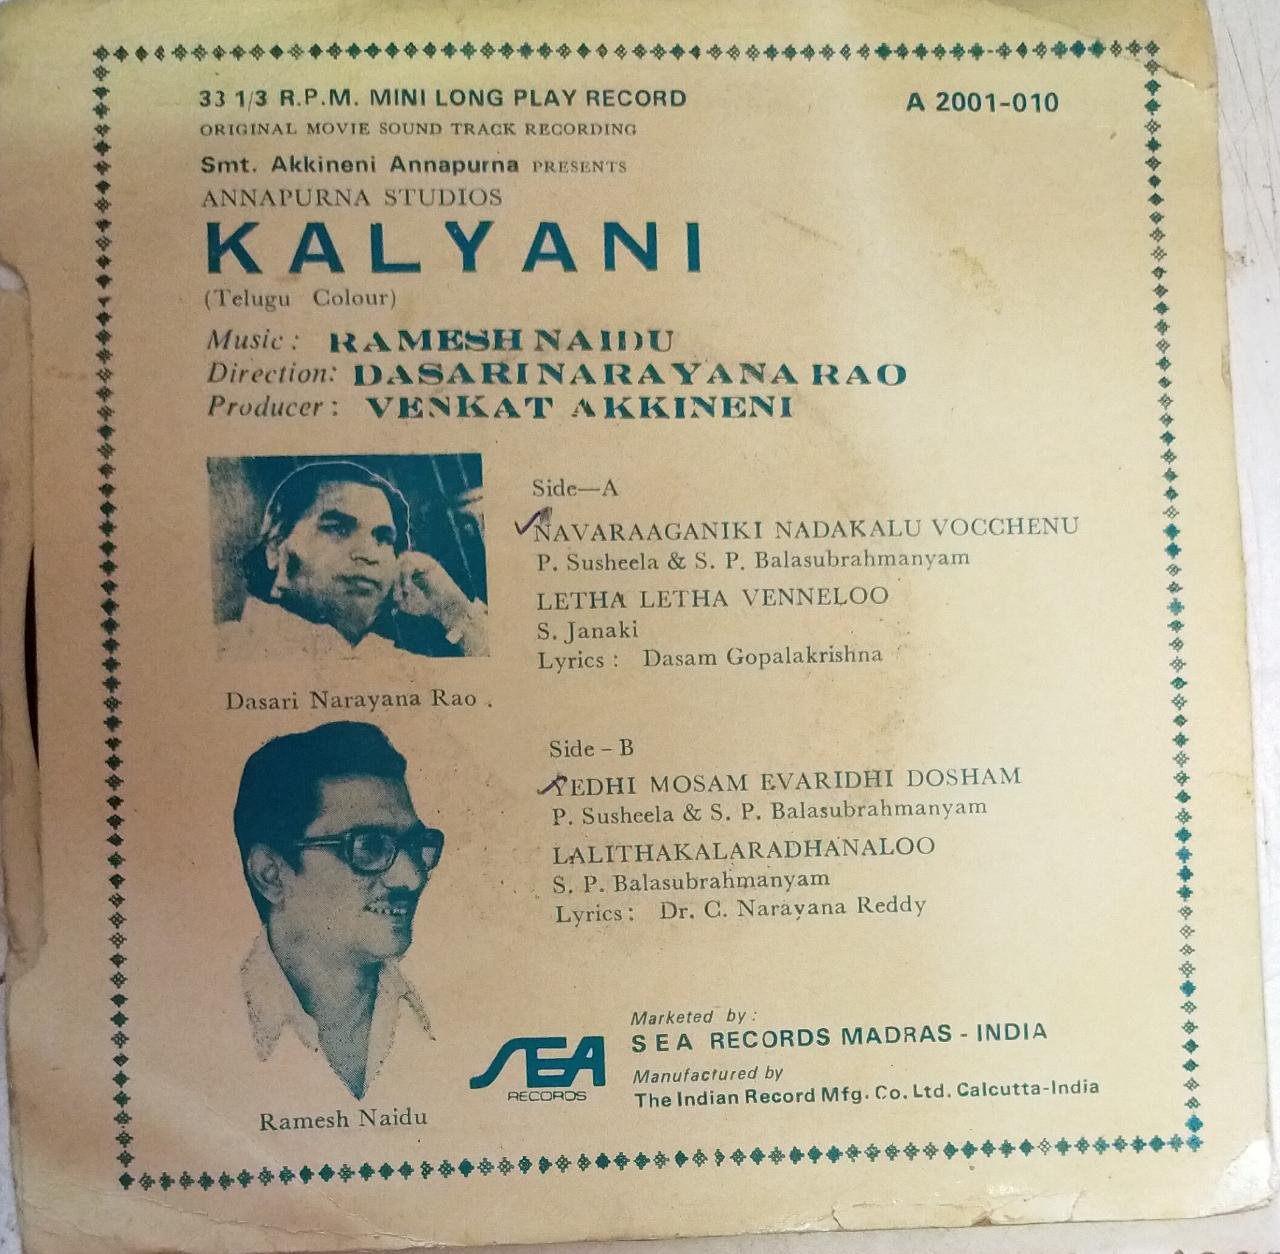 33 1/3 R.P.M. MINI LONG PLAY RECORD
A 2001-010
ORIGINAL MOVIE SOUND TRACK RECORDING
Smt. Akkineni Annapurna PRESENTS
ANNAPURNA STUDIOS
KALYANI
(Telugu Colour)
Music: RAMESH NAIDU
Direction: DASARI NARAYANA RAO
Producer: VENKAT AKKINENI
Side—A
NAVARAAGANIKI NADAKALU VOCCHENU
P. Susheela & S. P. Balasubrahmanyam
LETHA LETHA VENNELOO
S. Janaki
Lyrics: Dasam Gopalakrishna
Dasari Narayana Rao.
Side - B
YEDHI MOSAM EVARIDHI DOSHAM
P. Susheela & S. P. Balasubrahmanyam
LALITHAKALARADHANALOO
S. P. Balasubrahmanyam
Lyrics: Dr. C. Narayana Reddy
Ramesh Naidu
SEA
RECORDS
Marketed by:
SEA RECORDS MADRAS - INDIA
Manufactured by
The Indian Record Mfg. Co. Ltd. Calcutta-India